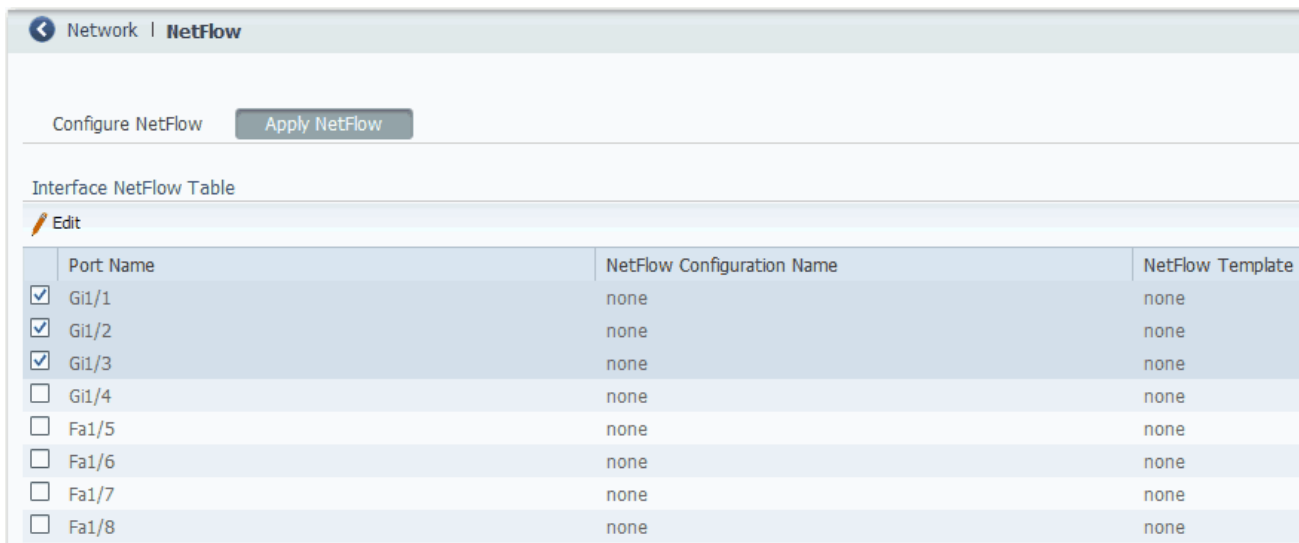 Network | NetFlow
Configure NetFlow Apply NetFlow
Interface NetFlow Table
Edit
Port Name NetFlow Configuration Name NetFlow Template
Gi1/1 none none
Gi1/2 none none
Gi1/3 none none
Gi1/4 none none
Fa1/5 none none
Fa1/6 none none
Fa1/7 none none
Fa1/8 none none